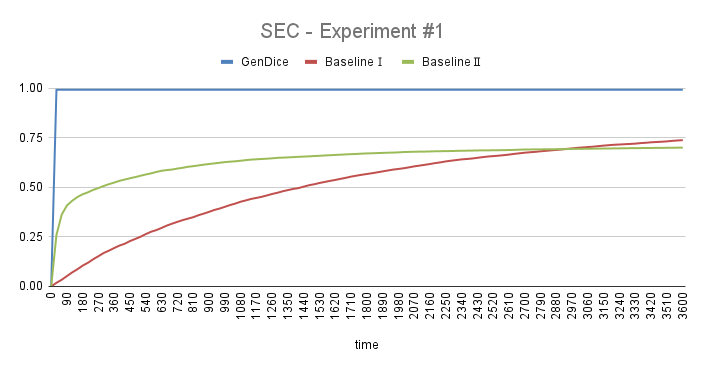 SEC - Experiment #1
GenDice Baseline I Baseline II
1.00
0.75
0.50
0.25
0.00
0 90 180 270 360 450 540 630 720 810 900 990 1080 1170 1260 1350 1440 1530 1620 1710 1800 1890 1980 2070 2160 2250 2340 2430 2520 2610 2700 2790 2880 2970 3060 3150 3240 3330 3420 3510 3600
time